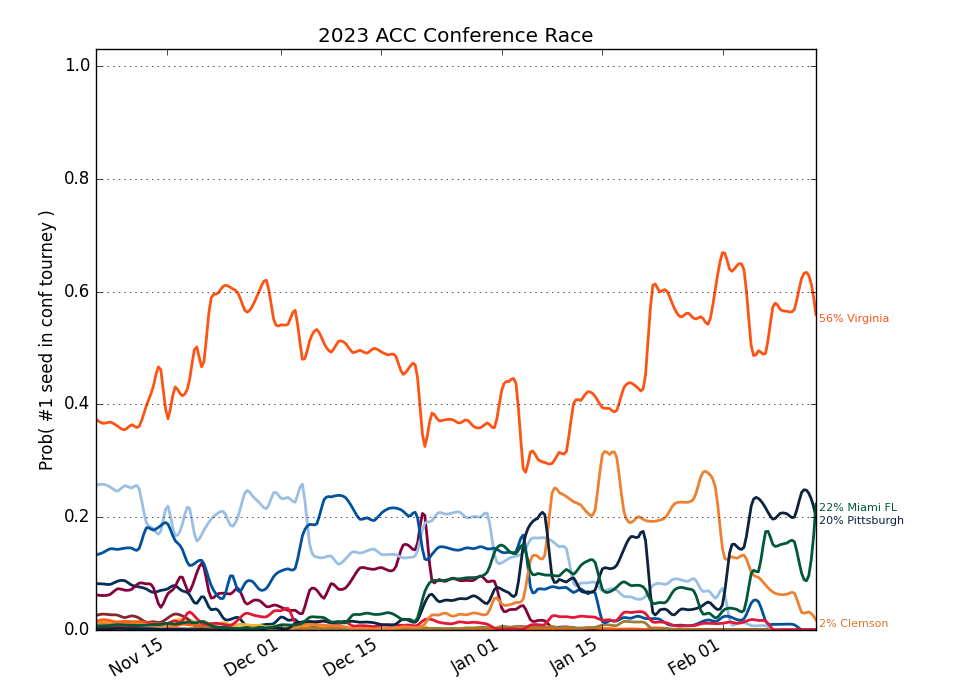 2023 ACC Conference Race
Prob( #1 seed in conf tourney )
1.0
0.8
0.6
0.4
0.2
0.0
56% Virginia
22% Miami FL
20% Pittsburgh
2% Clemson
Nov 15
Dec 01
Dec 15
Jan 01
Jan 15
Feb 01